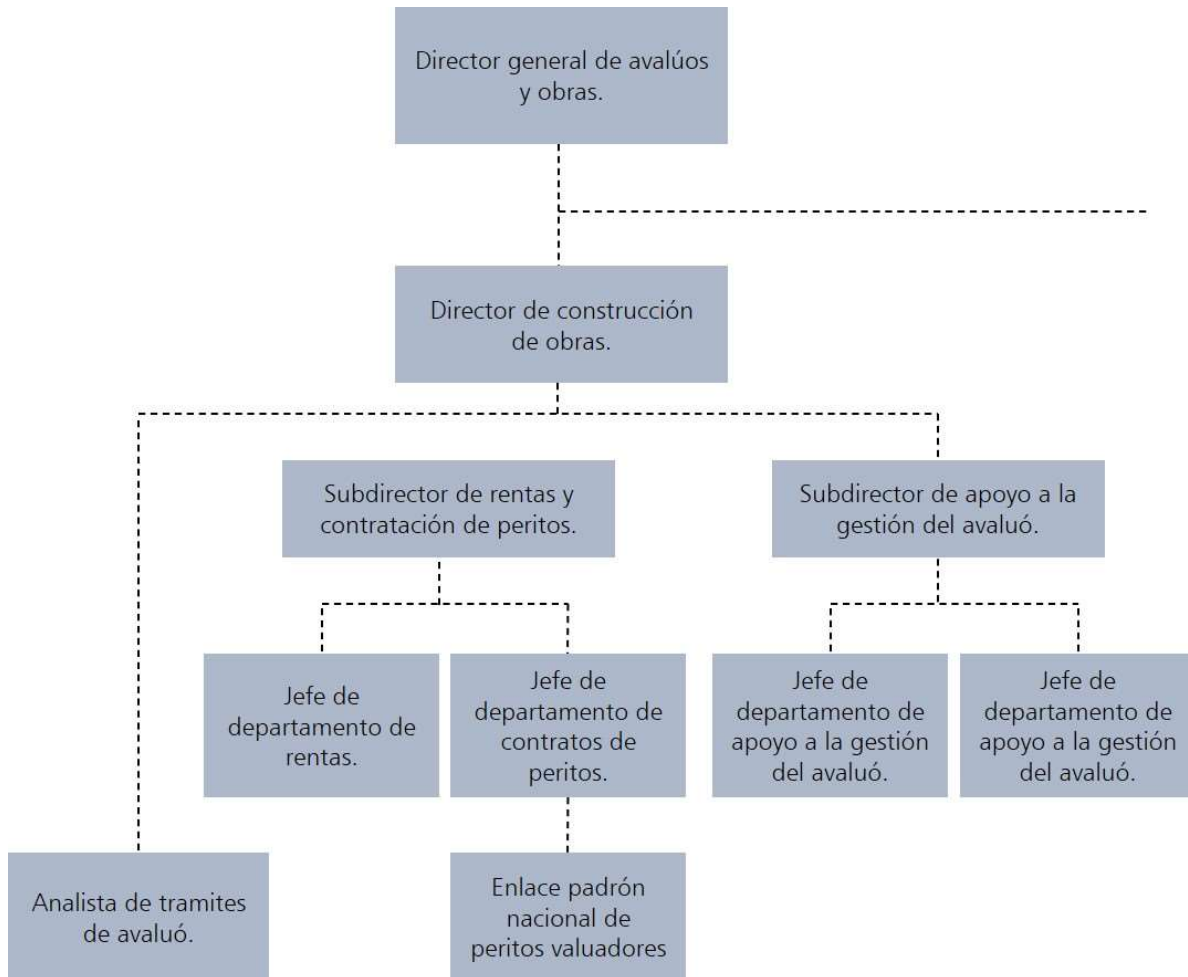 Director general de avalúos
y obras.
Director de construcción
de obras.
Subdirector de rentas y
contratación de peritos.
Subdirector de apoyo a la
gestión del avaluó.
Jefe de
departamento de
rentas.
Jefe de
departamento de
contratos de
peritos.
Jefe de
departamento de
apoyo a la gestión
del avaluó.
Jefe de
departamento de
apoyo a la gestión
del avaluó.
Analista de tramites
de avaluó.
Enlace padrón
nacional de
peritos valuadores